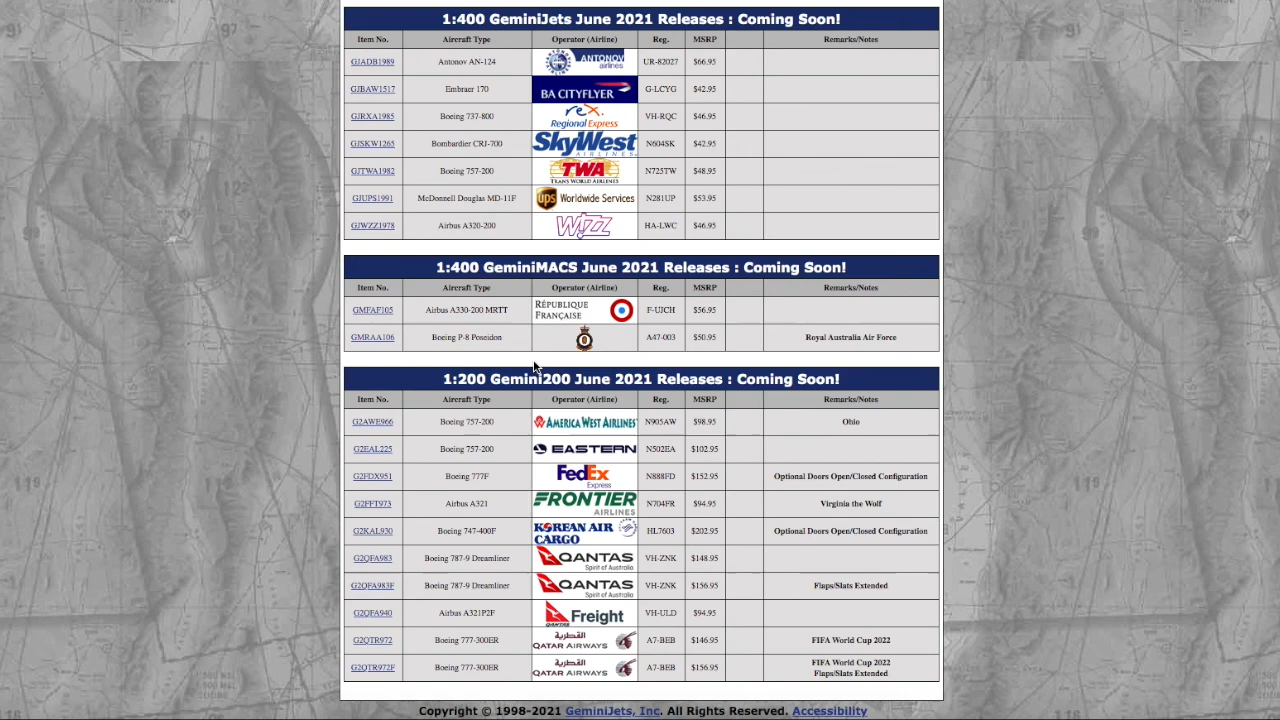 1:400 GeminiJets June 2021 Releases : Coming Soon!
Item No. Aircraft Type Operator (Airline) Reg. MSRP Remarks/Notes
GJADB1989 Antonov AN-124 ANTONOV airlines UR-82027 $66.95
GJBAW1517 Embraer 170 BA CITYFLYER G-LCYG $42.95
GJRXA1985 Boeing 737-800 rex. Regional Express VH-RQC $46.95
GJSKW1265 Bombardier CRJ-700 SkyWest AIRLINES N604SK $42.95
GJTWA1982 Boeing 757-200 TWA TRANS WORLD AIRLINES N725TW $48.95
GJUPS1991 McDonnell Douglas MD-11F ups Worldwide Services N281UP $53.95
GJWZZ1978 Airbus A320-200 WIZZ HA-LWC $46.95
1:400 GeminiMACS June 2021 Releases : Coming Soon!
Item No. Aircraft Type Operator (Airline) Reg. MSRP Remarks/Notes
GMFAF105 Airbus A330-200 MRTT RÉPUBLIQUE FRANÇAISE F-UJCH $56.95
GMRAA106 Boeing P-8 Poseidon A47-003 $50.95 Royal Australia Air Force
1:200 Gemini200 June 2021 Releases : Coming Soon!
Item No. Aircraft Type Operator (Airline) Reg. MSRP Remarks/Notes
G2AWE966 Boeing 757-200 AMERICA WEST AIRLINES N905AW $98.95 Ohio
G2EAL225 Boeing 757-200 EASTERN N502EA $102.95
G2FDX951 Boeing 777F FedEx Express N888FD $152.95 Optional Doors Open/Closed Configuration
G2FFT973 Airbus A321 FRONTIER AIRLINES N704FR $94.95 Virginia the Wolf
G2KAL930 Boeing 747-400F KOREAN AIR CARGO HL7603 $202.95 Optional Doors Open/Closed Configuration
G2QFA983 Boeing 787-9 Dreamliner QANTAS Spirit of Australia VH-ZNK $148.95
G2QFA983F Boeing 787-9 Dreamliner QANTAS Spirit of Australia VH-ZNK $156.95 Flaps/Slats Extended
G2QFA940 Airbus A321P2F QANTAS Freight VH-ULD $94.95
G2QTR972 Boeing 777-300ER القطرية QATAR AIRWAYS A7-BEB $146.95 FIFA World Cup 2022
G2QTR972F Boeing 777-300ER القطرية QATAR AIRWAYS A7-BEB $156.95 FIFA World Cup 2022 Flaps/Slats Extended
Copyright © 1998-2021 GeminiJets, Inc. All Rights Reserved. Accessibility